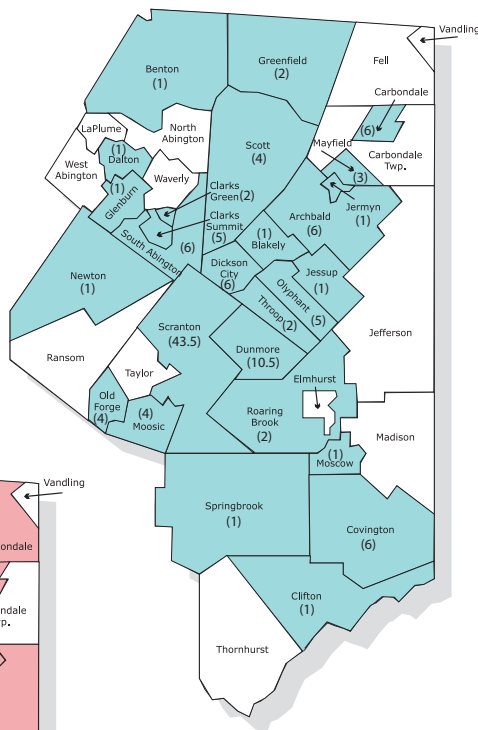 Vandling
Greenfield
(2)
Fell
Benton
(1)
Carbondale
(6)
LaPlume
North
Abington
Scott
(4)
Mayfield
(3)
Carbondale
Twp.
(1)
Dalton
West
Abington
Waverly
(1)
Glenburn
Clarks
Green(2)
Clarks
Summit
(5)
Jermyn
(1)
Archbald
(6)
South Abington
(6)
(1)
Blakely
Dickson
City
(6)
Jessup
(1)
Newton
(1)
Olyphant
(5)
Throop(2)
Scranton
(43.5)
Jefferson
Dunmore
(10.5)
Ransom
Taylor
Elmhurst
Old
Forge
(4)
(4)
Moosic
Roaring
Brook
(2)
Madison
(1)
Moscow
Vandling
Springbrook
(1)
Covington
(6)
ondale
Clifton
(1)
ndale
p.
Thornhurst